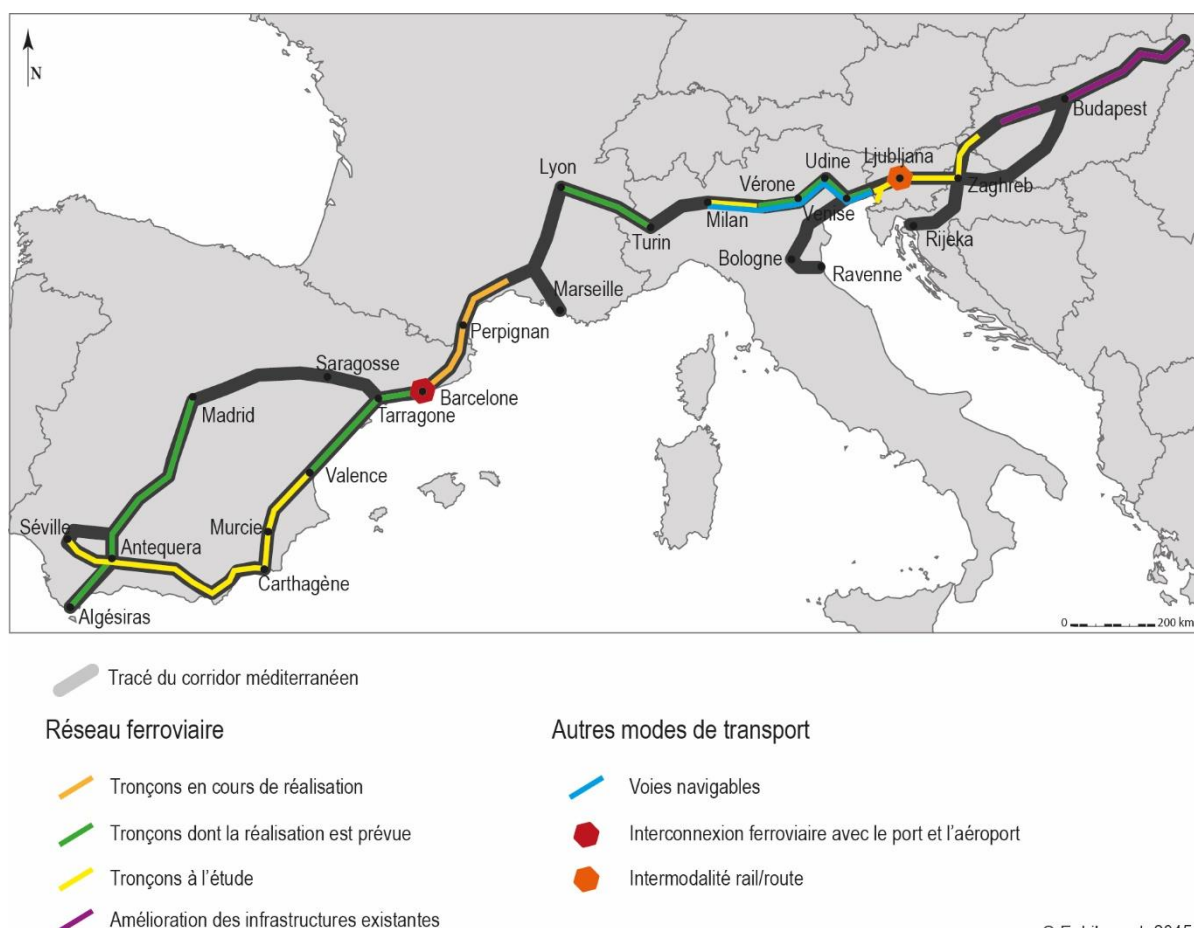 N
Budapest
Lyon
Udine
Ljubljana
Vérone
Zaghreb
Milan
Venise
Turin
Rijeka
Bologne
Ravenne
Marseille
Perpignan
Saragosse
Barcelone
Madrid
Tarragone
Valence
Séville
Murcie
Antequera
Carthagène
Algésiras
0 200 km
Tracé du corridor méditerranéen
Réseau ferroviaire
Tronçons en cours de réalisation
Tronçons dont la réalisation est prévue
Tronçons à l'étude
Amélioration des infrastructures existantes
Autres modes de transport
Voies navigables
Interconnexion ferroviaire avec le port et l'aéroport
Intermodalité rail/route